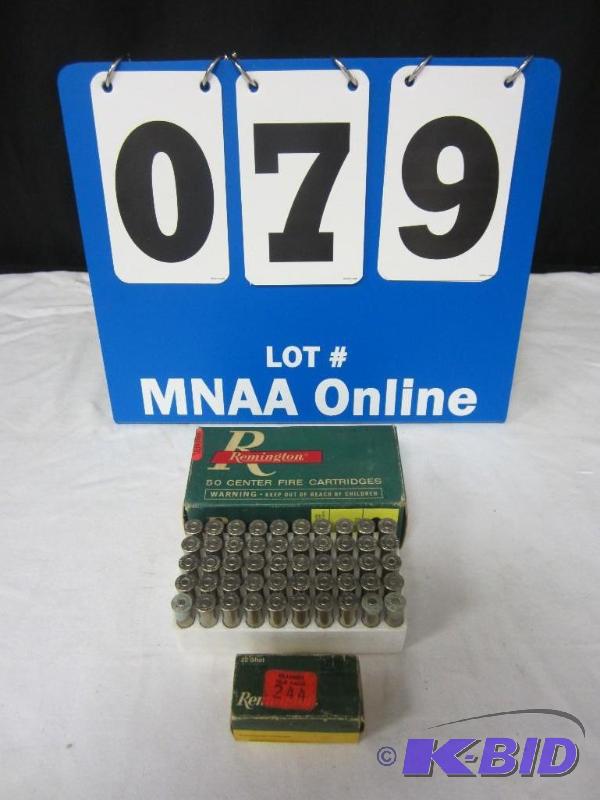 079
LOT #
MNAA Online
R
Remington
50 CENTER FIRE CARTRIDGES
WARNING - KEEP OUT OF REACH OF CHILDREN
22 Shot
244
Rem
© K-BID